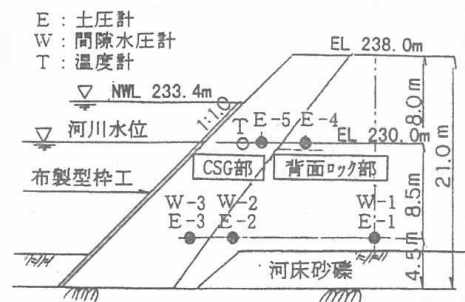 E : 土圧計
W : 間隙水圧計
T : 温度計
EL 238.0m
NWL 233.4m
1:1.0
8.0m
T
E-5
E-4
EL 230.0m
河川水位
21.0m
CSG部
背面ロック部
布製型枠工
8.5m
W-3
W-2
W-1
E-3
E-2
E-1
河床砂礫
4.5m